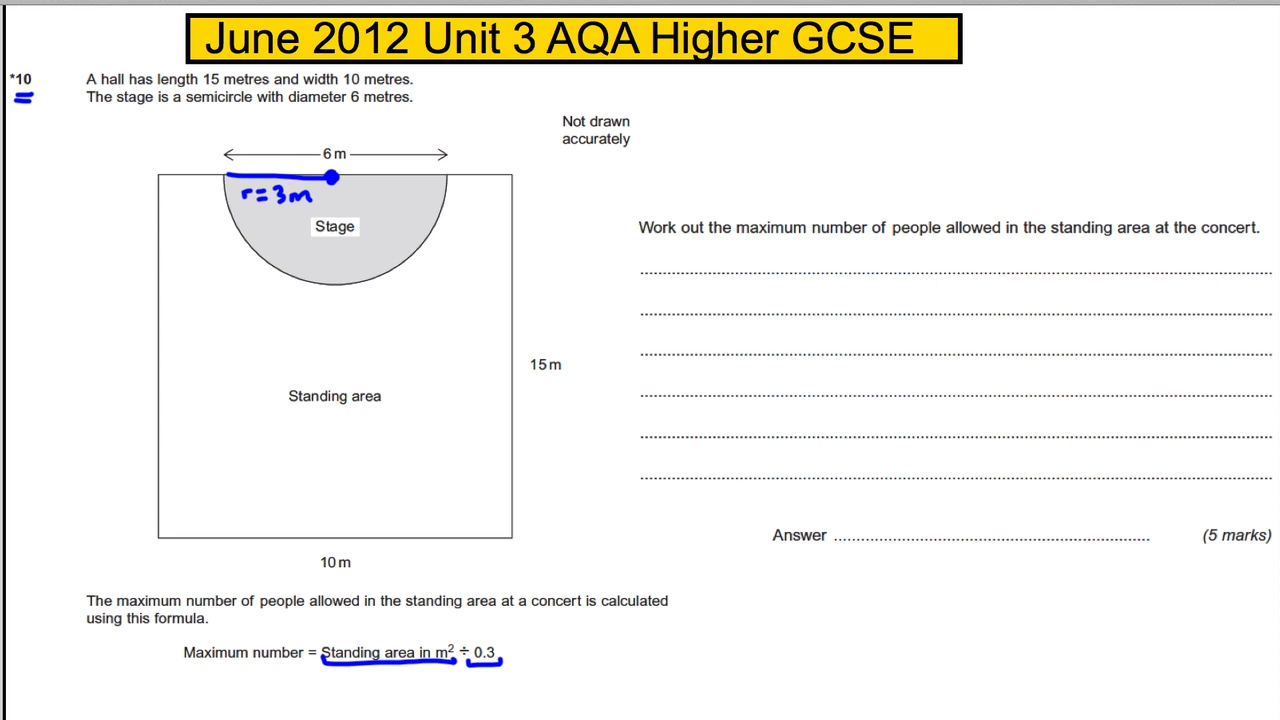 June 2012 Unit 3 AQA Higher GCSE
*10 A hall has length 15 metres and width 10 metres.
The stage is a semicircle with diameter 6 metres.
Not drawn
accurately
6 m
r=3m
Stage
Work out the maximum number of people allowed in the standing area at the concert.
15 m
Standing area
Answer ................................ (5 marks)
10 m
The maximum number of people allowed in the standing area at a concert is calculated
using this formula.
Maximum number = Standing area in m² ÷ 0.3